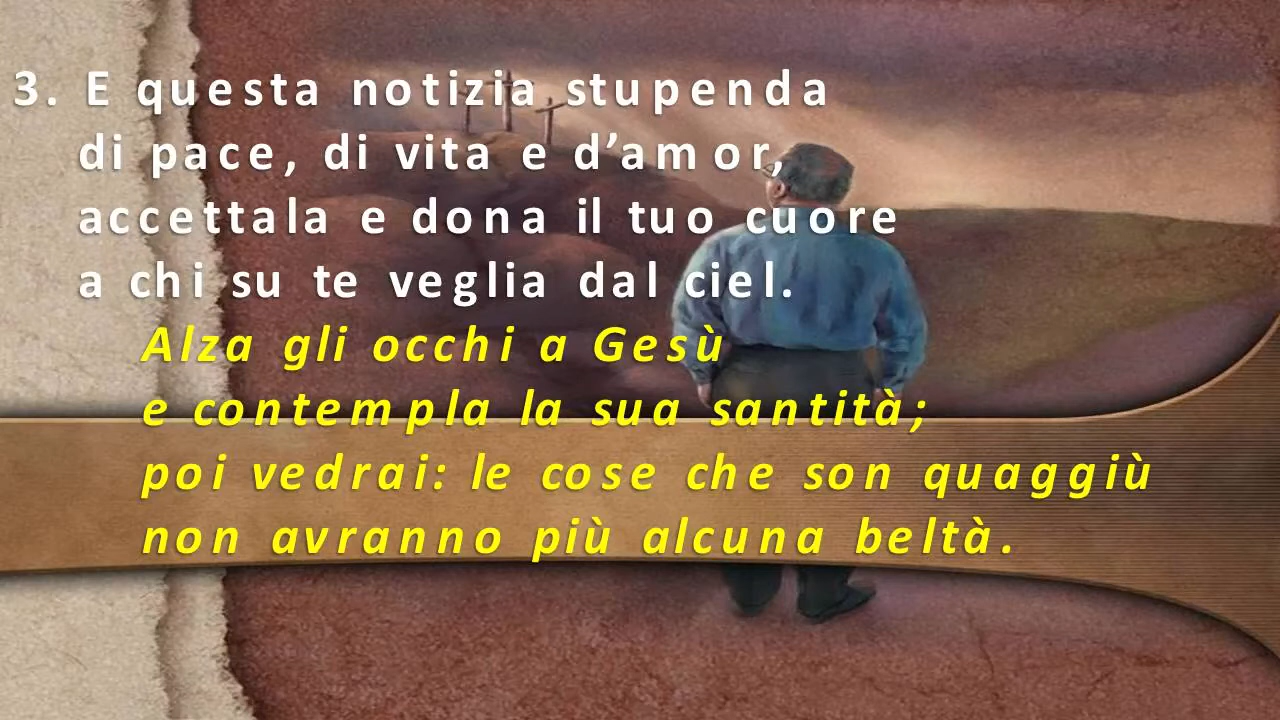 3. E questa notizia stupenda
di pace, di vita e d’amor,
accettala e dona il tuo cuore
a chi su te veglia dal ciel.
Alza gli occhi a Gesù
e contempla la sua santità;
poi vedrai: le cose che son quaggiù
non avranno più alcuna beltà.